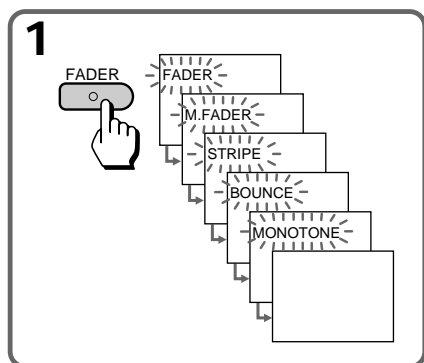 1
FADER
FADER
M.FADER
STRIPE
BOUNCE
MONOTONE